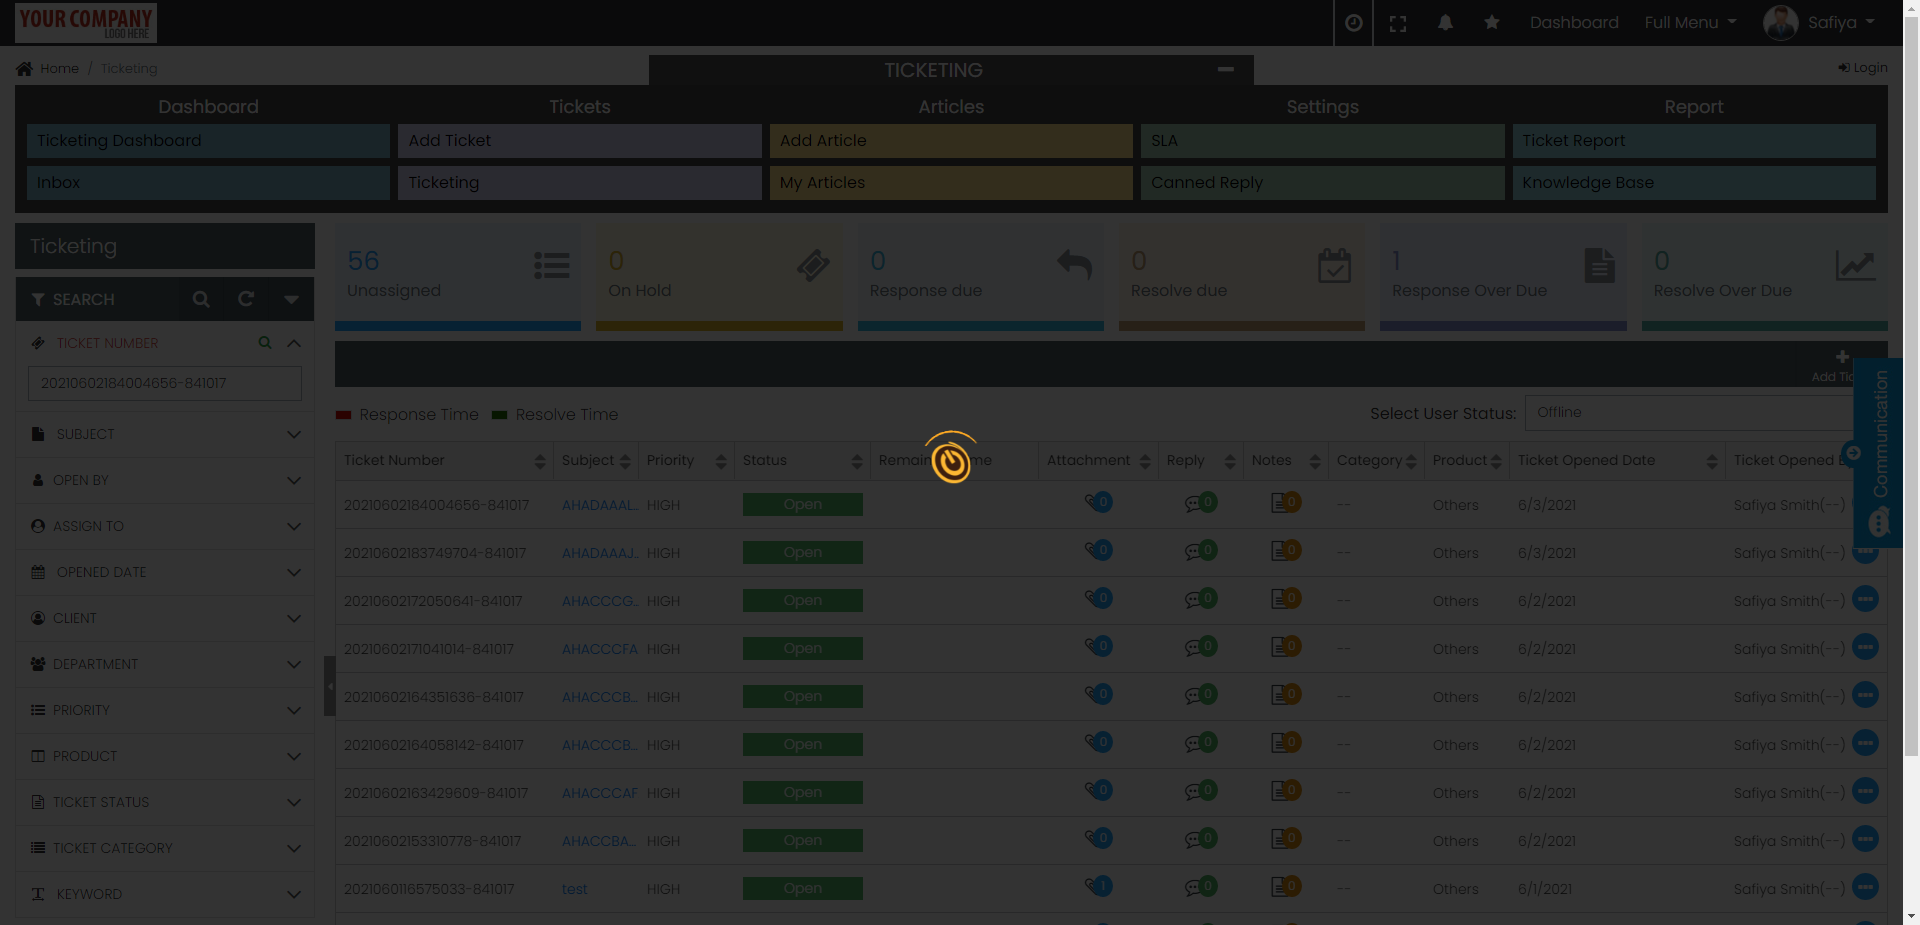 YOUR COMPANY
LOGO HERE
Dashboard
Full Menu
Safiya
Home / Ticketing
TICKETING
Login
Dashboard
Tickets
Articles
Settings
Report
Ticketing Dashboard
Add Ticket
Add Article
SLA
Ticket Report
Inbox
Ticketing
My Articles
Canned Reply
Knowledge Base
Ticketing
56
Unassigned
0
On Hold
0
Response due
0
Resolve due
1
Response Over Due
0
Resolve Over Due
SEARCH
TICKET NUMBER
20210602184004656-841017
SUBJECT
OPEN BY
ASSIGN TO
OPENED DATE
CLIENT
DEPARTMENT
PRIORITY
PRODUCT
TICKET STATUS
TICKET CATEGORY
KEYWORD
Add Tic
Communication
Response Time
Resolve Time
Select User Status: Offline
Ticket Number Subject Priority Status Remain me Attachment Reply Notes Category Product Ticket Opened Date Ticket Opened
20210602184004656-841017 AHADAAAL.. HIGH Open 0 0 0 -- Others 6/3/2021 Safiya Smith(--)
20210602183749704-841017 AHADAAAJ.. HIGH Open 0 0 0 -- Others 6/3/2021 Safiya Smith(--)
20210602172050641-841017 AHACCCG.. HIGH Open 0 0 0 -- Others 6/2/2021 Safiya Smith(--)
20210602171041014-841017 AHACCCFA HIGH Open 0 0 0 -- Others 6/2/2021 Safiya Smith(--)
20210602164351636-841017 AHACCCB.. HIGH Open 0 0 0 -- Others 6/2/2021 Safiya Smith(--)
20210602164058142-841017 AHACCCB.. HIGH Open 0 0 0 -- Others 6/2/2021 Safiya Smith(--)
20210602163429609-841017 AHACCCAF HIGH Open 0 0 0 -- Others 6/2/2021 Safiya Smith(--)
20210602153310778-841017 AHACCBA.. HIGH Open 0 0 0 -- Others 6/2/2021 Safiya Smith(--)
2021060116575033-841017 test HIGH Open 1 0 0 -- Others 6/1/2021 Safiya Smith(--)